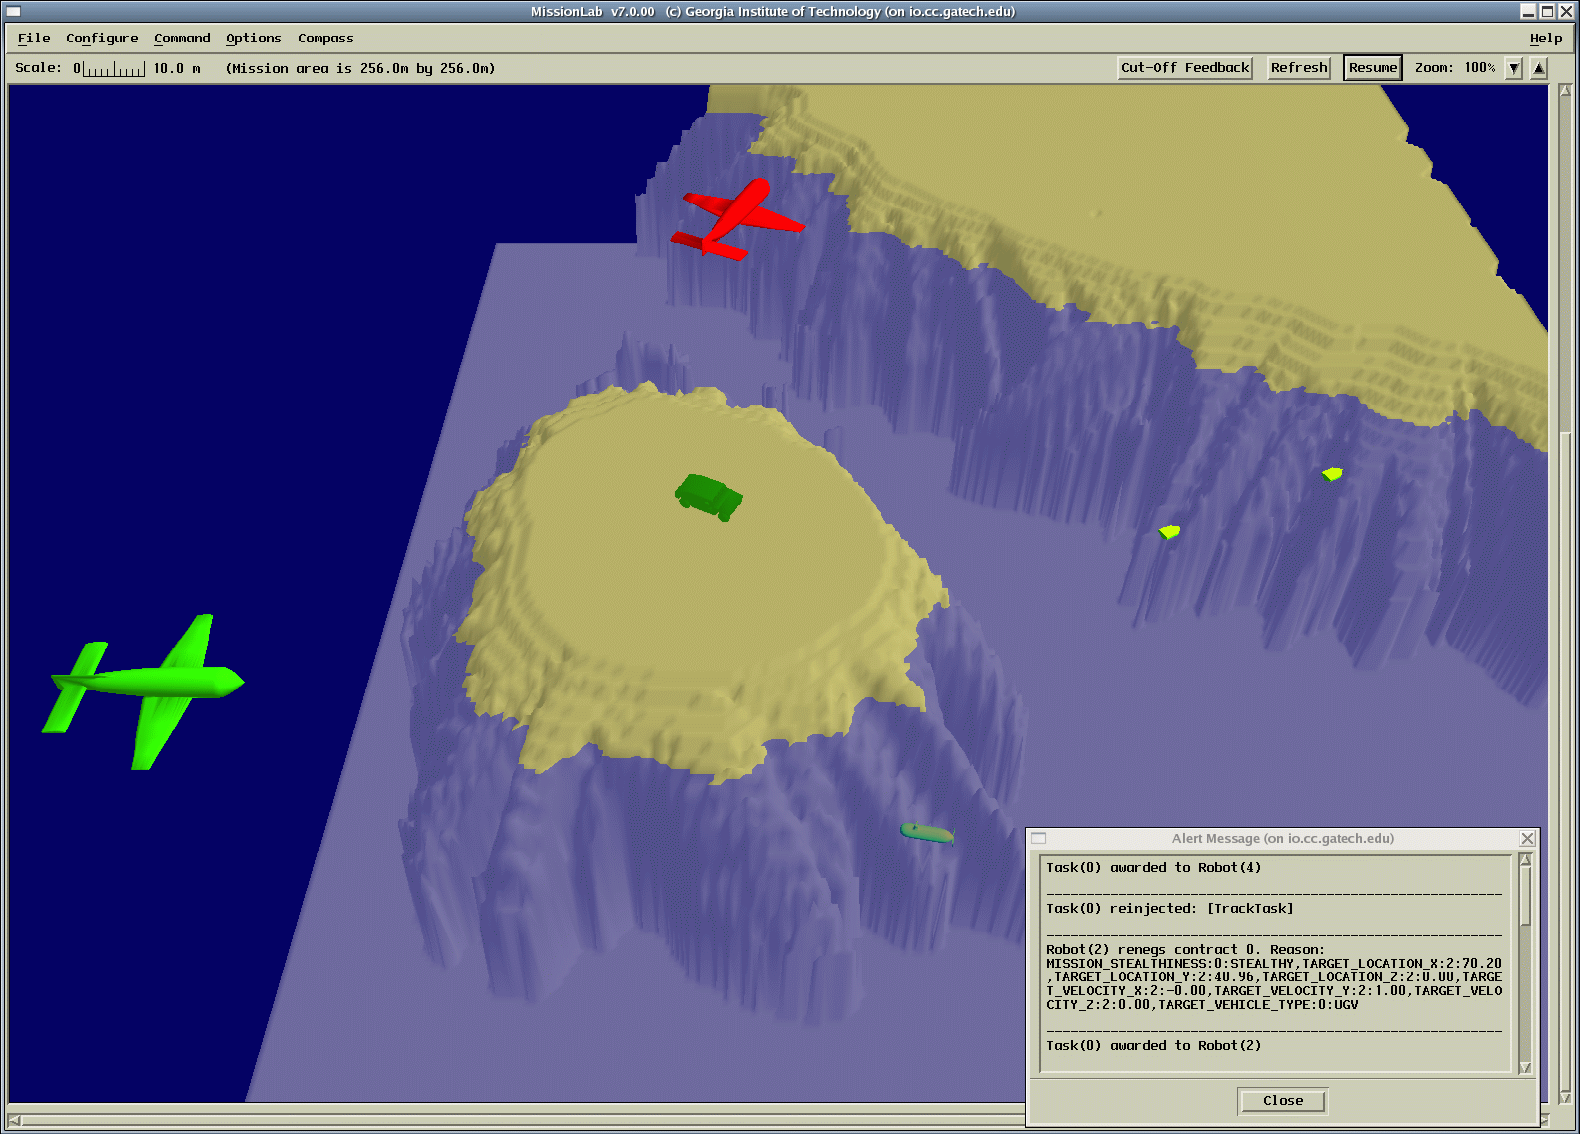 MissionLab v7.0.00 (c) Georgia Institute of Technology (on io.cc.gatech.edu)
File Configure Command Options Compass Help
Scale: 0 10.0 m (Mission area is 256.0m by 256.0m) Cut-Off Feedback Refresh Resume Zoom: 100%
Alert Message (on io.cc.gatech.edu)
Task(0) awarded to Robot(4)
Task(0) reinjected: [TrackTask]
Robot(2) renegs contract 0. Reason:
MISSION_STEALTHINESS:0:STEALTHY,TARGET_LOCATION_X:2:70.20
,TARGET_LOCATION_Y:2:40.96,TARGET_LOCATION_Z:2:0.00,TARGE
T_VELOCITY_X:2:-0.00,TARGET_VELOCITY_Y:2:1.00,TARGET_VELO
CITY_Z:2:0.00,TARGET_VEHICLE_TYPE:0:UGV
Task(0) awarded to Robot(2)
Close